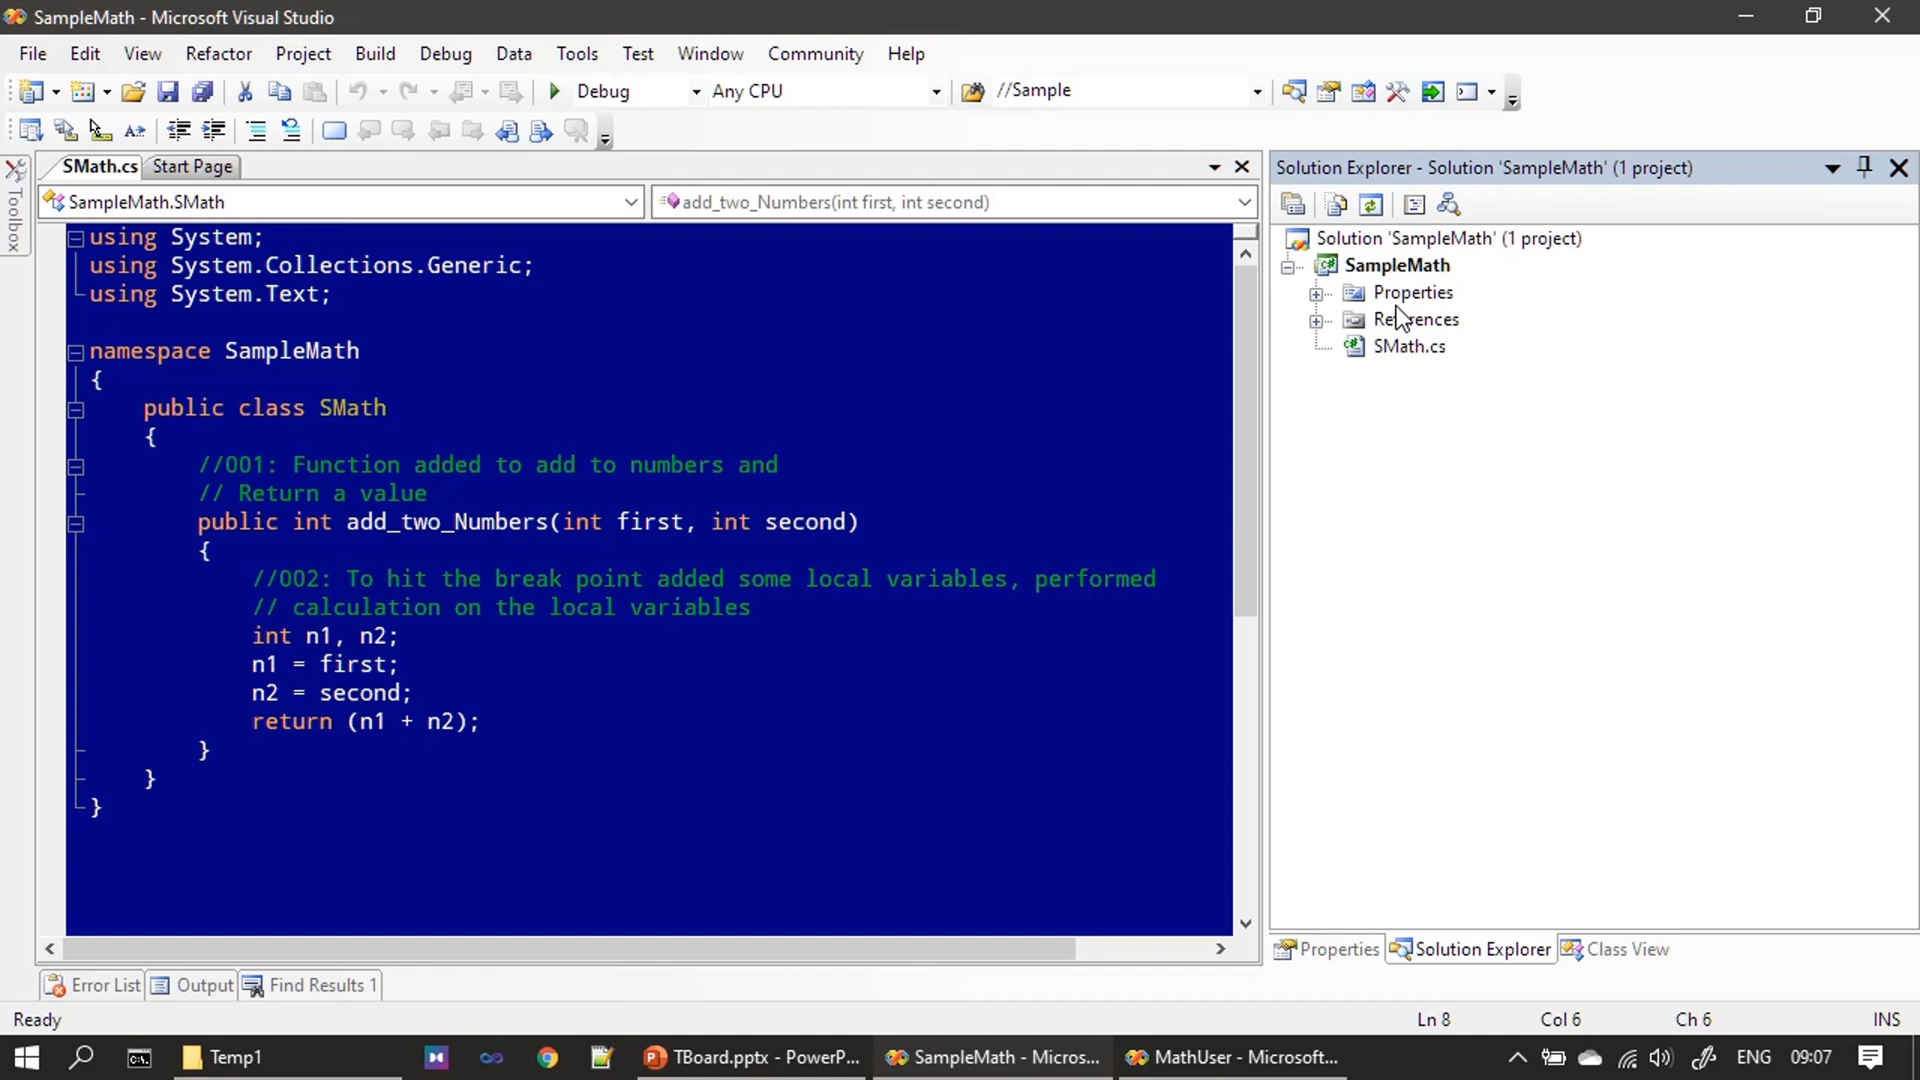 SampleMath - Microsoft Visual Studio
File Edit View Refactor Project Build Debug Data Tools Test Window Community Help
Debug Any CPU //Sample
SMath.cs Start Page
SampleMath.SMath add_two_Numbers(int first, int second)
Toolbox
using System;
using System.Collections.Generic;
using System.Text;
namespace SampleMath
{
public class SMath
{
//001: Function added to add to numbers and
// Return a value
public int add_two_Numbers(int first, int second)
{
//002: To hit the break point added some local variables, performed
// calculation on the local variables
int n1, n2;
n1 = first;
n2 = second;
return (n1 + n2);
}
}
}
Solution Explorer - Solution 'SampleMath' (1 project)
Solution 'SampleMath' (1 project)
SampleMath
Properties
References
SMath.cs
Properties Solution Explorer Class View
Error List Output Find Results 1
Ready Ln 8 Col 6 Ch 6 INS
Temp1 TBoard.pptx - PowerP... SampleMath - Micros... MathUser - Microsoft... ENG 09:07